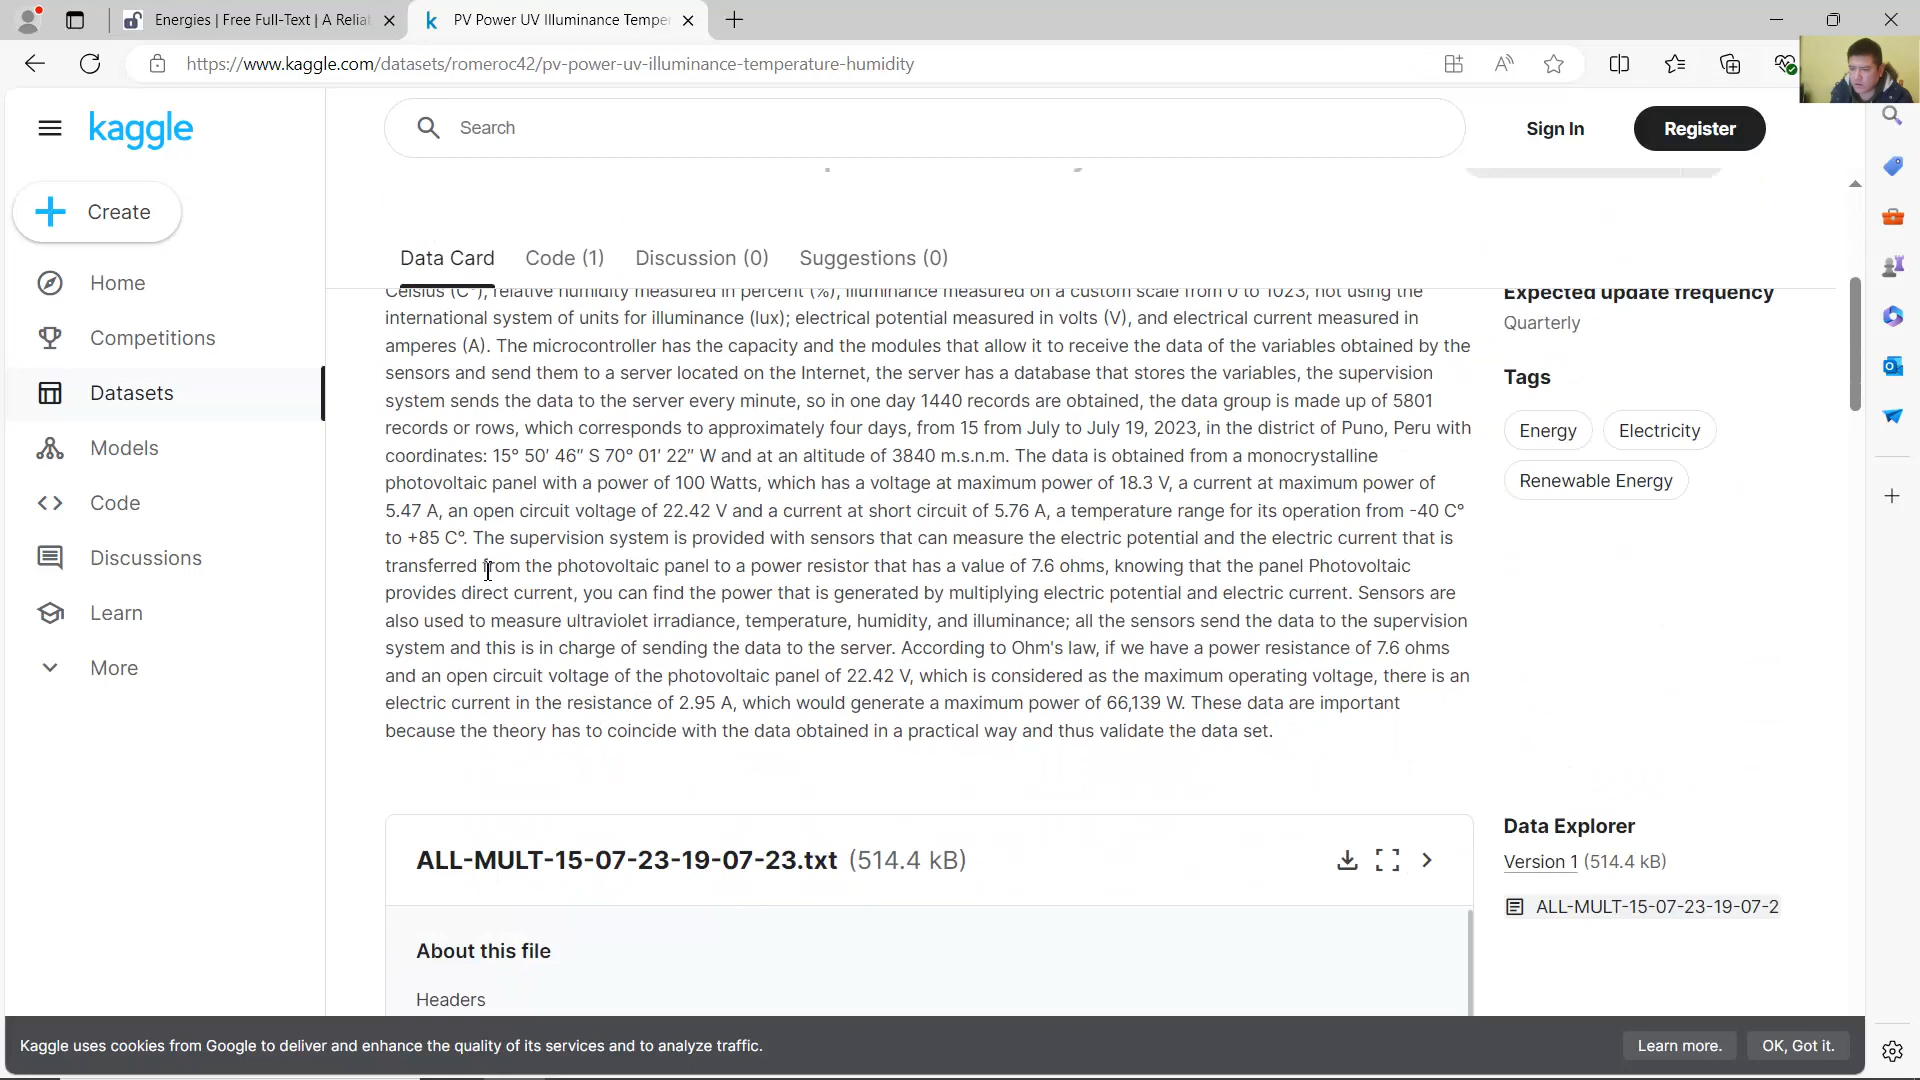 Energies | Free Full-Text | A Relia
PV Power UV Illuminance Tempe
https://www.kaggle.com/datasets/romeroc42/pv-power-uv-illuminance-temperature-humidity
kaggle
Search
Sign In
Register
Create
Home
Competitions
Datasets
Models
Code
Discussions
Learn
More
Data Card
Code (1)
Discussion (0)
Suggestions (0)
Celsius (C°), relative humidity measured in percent (%), illuminance measured on a custom scale from 0 to 1023, not using the
international system of units for illuminance (lux); electrical potential measured in volts (V), and electrical current measured in
amperes (A). The microcontroller has the capacity and the modules that allow it to receive the data of the variables obtained by the
sensors and send them to a server located on the Internet, the server has a database that stores the variables, the supervision
system sends the data to the server every minute, so in one day 1440 records are obtained, the data group is made up of 5801
records or rows, which corresponds to approximately four days, from 15 from July to July 19, 2023, in the district of Puno, Peru with
coordinates: 15° 50′ 46″ S 70° 01′ 22″ W and at an altitude of 3840 m.s.n.m. The data is obtained from a monocrystalline
photovoltaic panel with a power of 100 Watts, which has a voltage at maximum power of 18.3 V, a current at maximum power of
5.47 A, an open circuit voltage of 22.42 V and a current at short circuit of 5.76 A, a temperature range for its operation from -40 C°
to +85 C°. The supervision system is provided with sensors that can measure the electric potential and the electric current that is
transferred from the photovoltaic panel to a power resistor that has a value of 7.6 ohms, knowing that the panel Photovoltaic
provides direct current, you can find the power that is generated by multiplying electric potential and electric current. Sensors are
also used to measure ultraviolet irradiance, temperature, humidity, and illuminance; all the sensors send the data to the supervision
system and this is in charge of sending the data to the server. According to Ohm's law, if we have a power resistance of 7.6 ohms
and an open circuit voltage of the photovoltaic panel of 22.42 V, which is considered as the maximum operating voltage, there is an
electric current in the resistance of 2.95 A, which would generate a maximum power of 66,139 W. These data are important
because the theory has to coincide with the data obtained in a practical way and thus validate the data set.
Expected update frequency
Quarterly
Tags
Energy
Electricity
Renewable Energy
ALL-MULT-15-07-23-19-07-23.txt (514.4 kB)
About this file
Headers
Data Explorer
Version 1 (514.4 kB)
ALL-MULT-15-07-23-19-07-2
Kaggle uses cookies from Google to deliver and enhance the quality of its services and to analyze traffic.
Learn more.
OK, Got it.